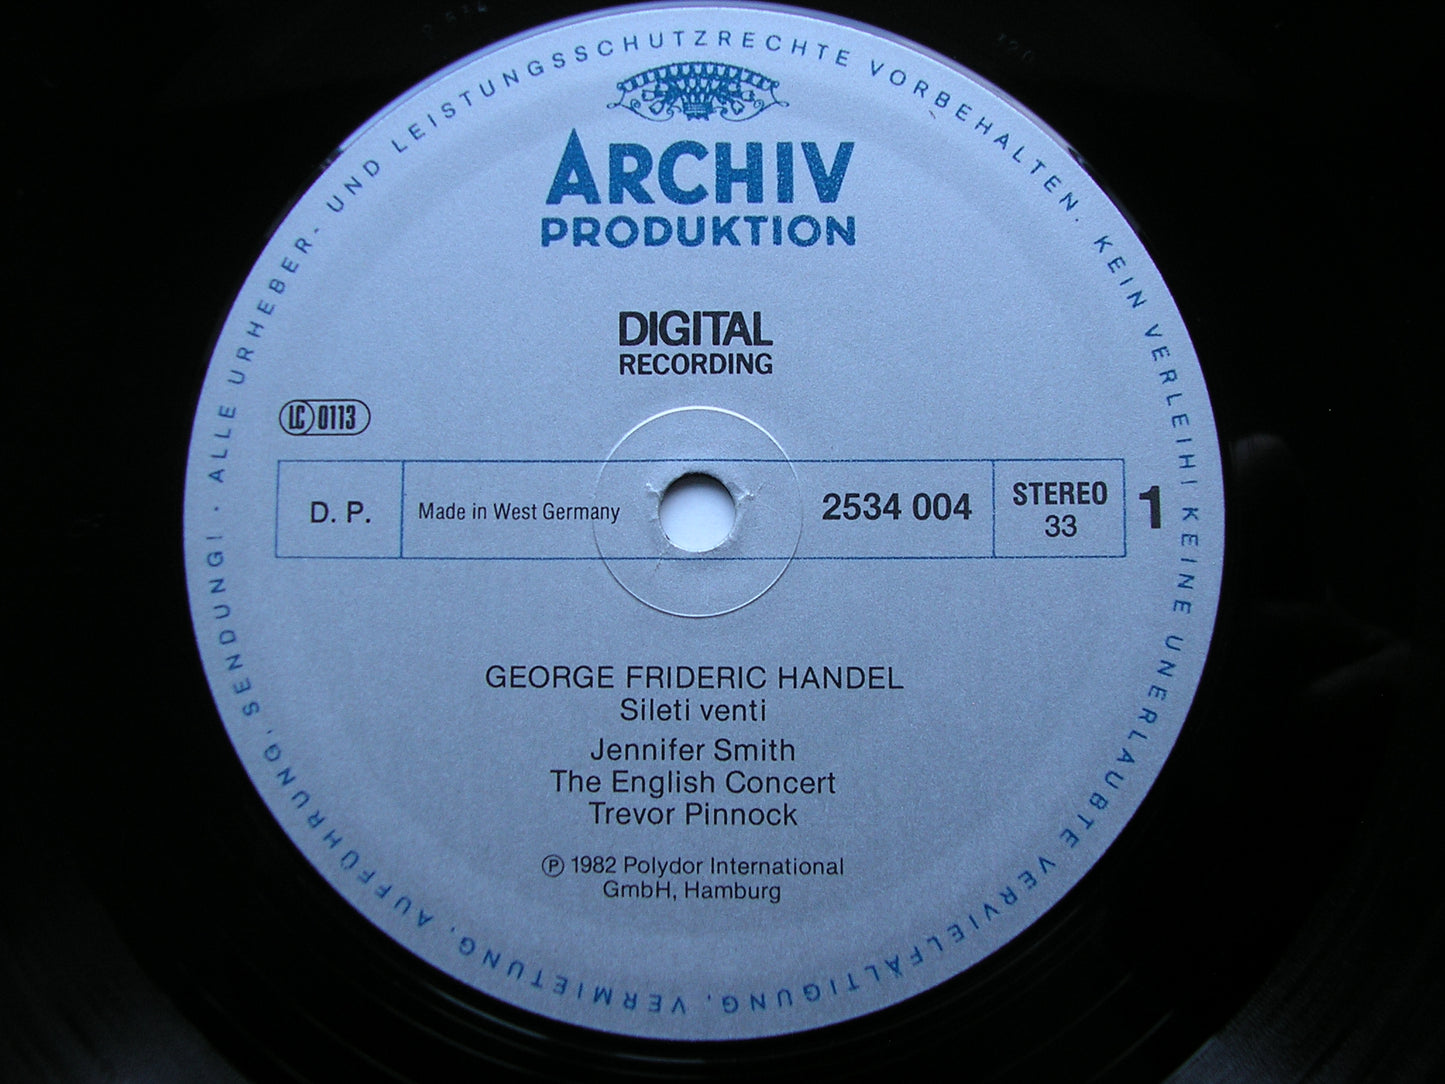 ALLE URHEBER- UND LEISTUNGSSCHUTZRECHTE VORBEHALTEN. KEIN VERLEIH! KEINE UNERLAUBTE VERVIELFÄLTIGUNG, VERMIETUNG, AUFFÜHRUNG, SENDUNG! ·
ARCHIV
PRODUKTION
DIGITAL
RECORDING
LC 0113
D. P.
Made in West Germany
2534 004
STEREO
33
1
GEORGE FRIDERIC HANDEL
Sileti venti
Jennifer Smith
The English Concert
Trevor Pinnock
℗ 1982 Polydor International
GmbH, Hamburg